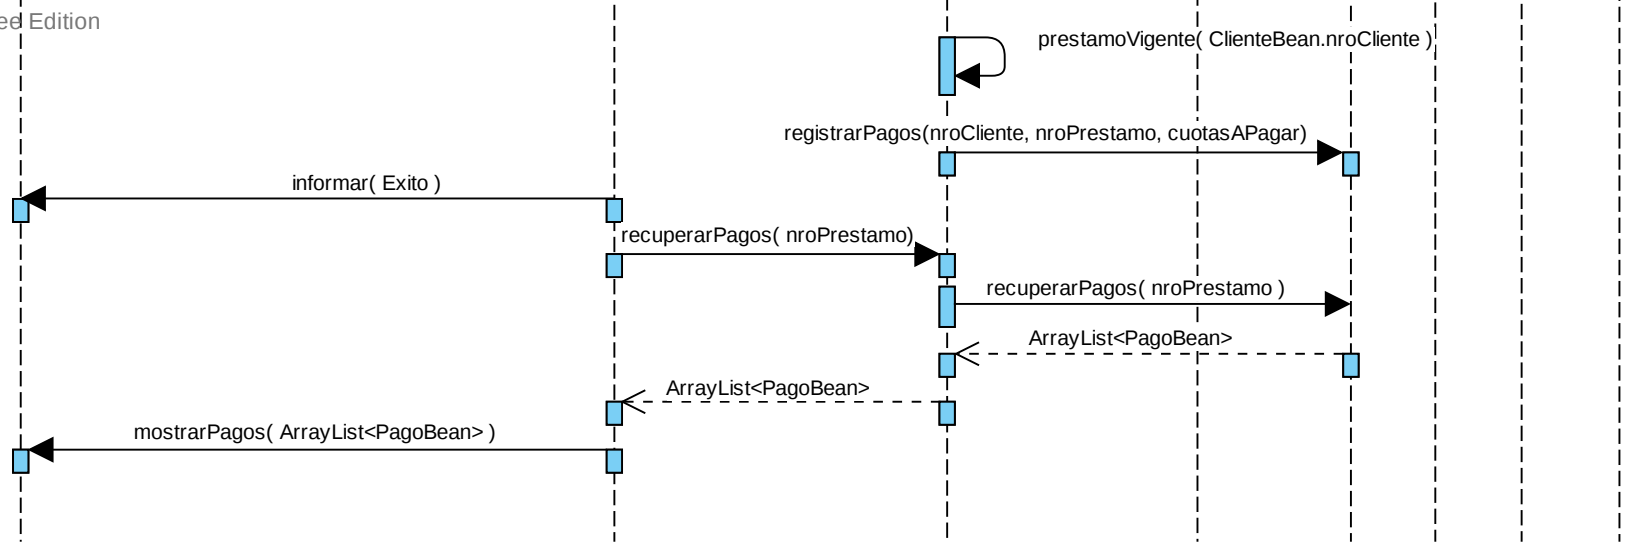 ee Edition
prestamoVigente( ClienteBean.nroCliente )
registrarPagos(nroCliente, nroPrestamo, cuotasAPagar)
informar( Exito )
recuperarPagos( nroPrestamo)
recuperarPagos( nroPrestamo )
ArrayList<PagoBean>
ArrayList<PagoBean>
mostrarPagos( ArrayList<PagoBean> )